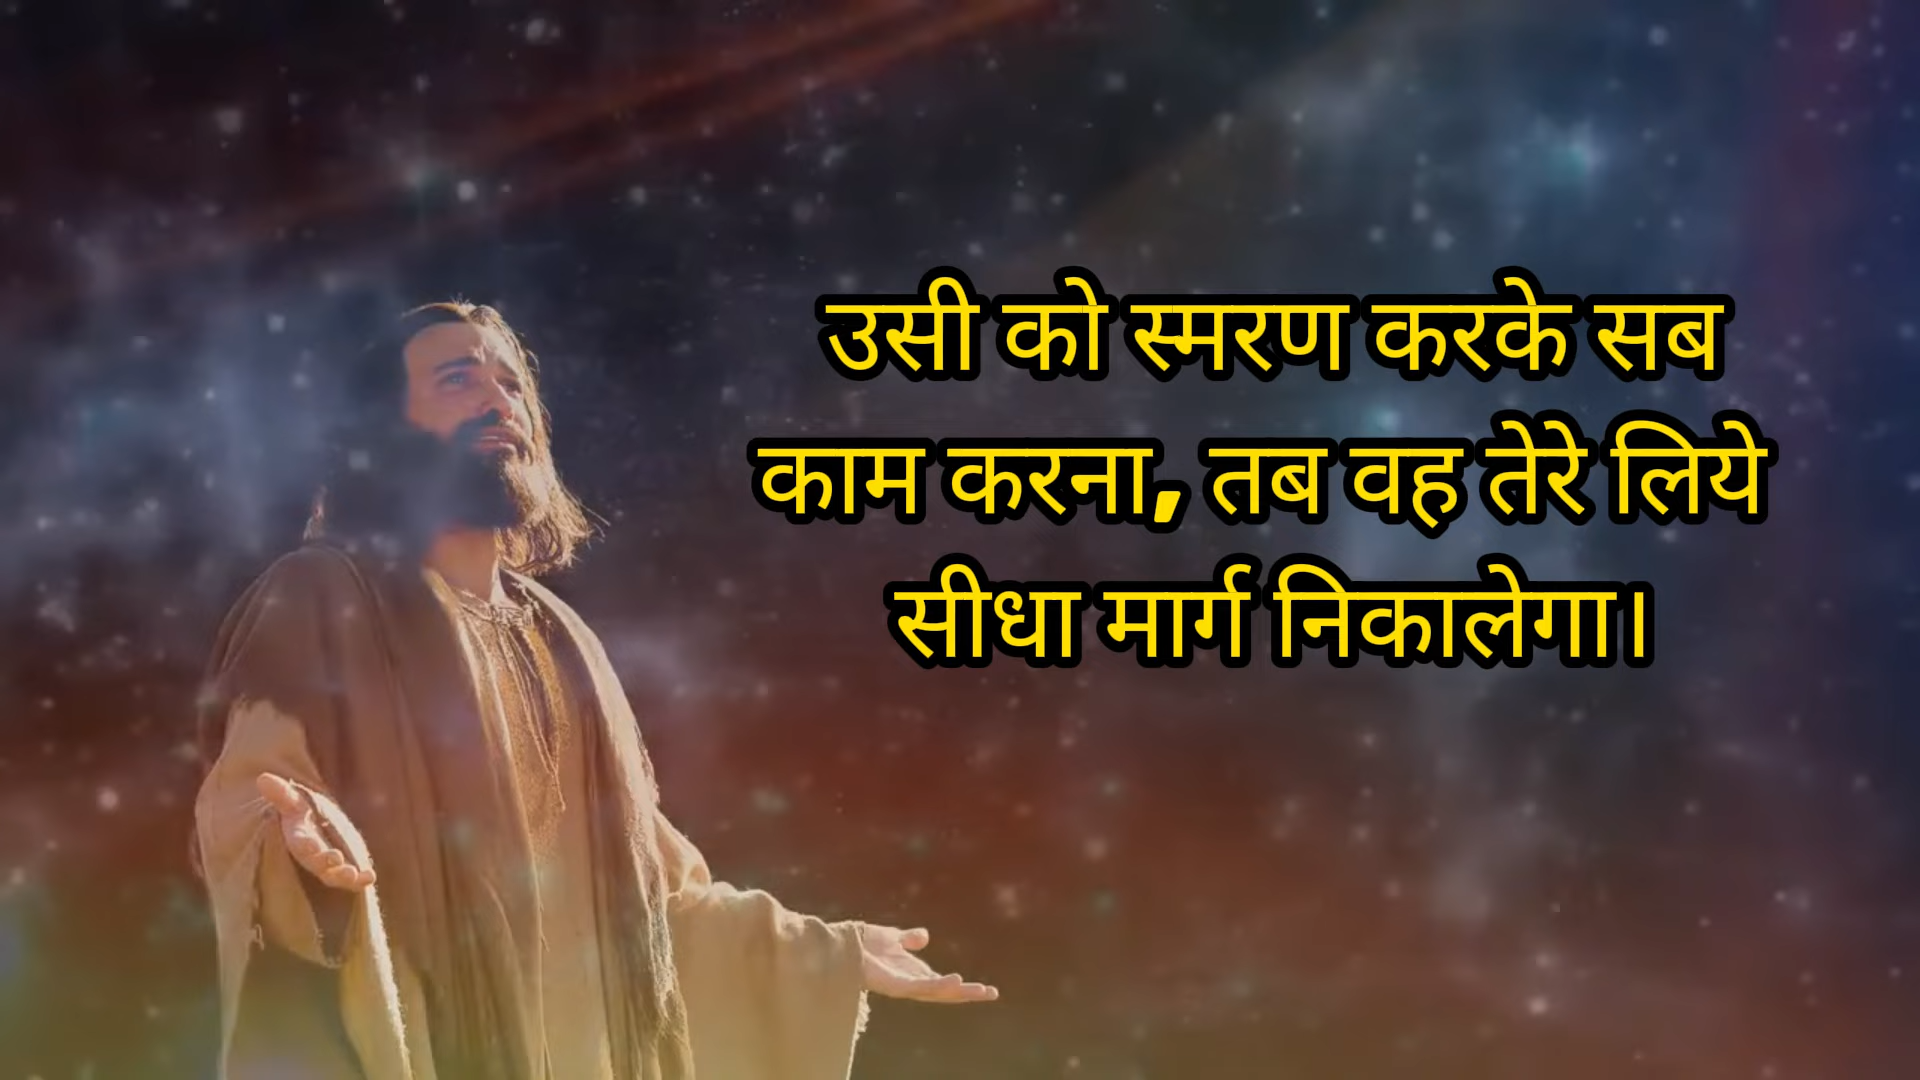 उसी को स्मरण करके सब
काम करना, तब वह तेरे लिये
सीधा मार्ग निकालेगा।